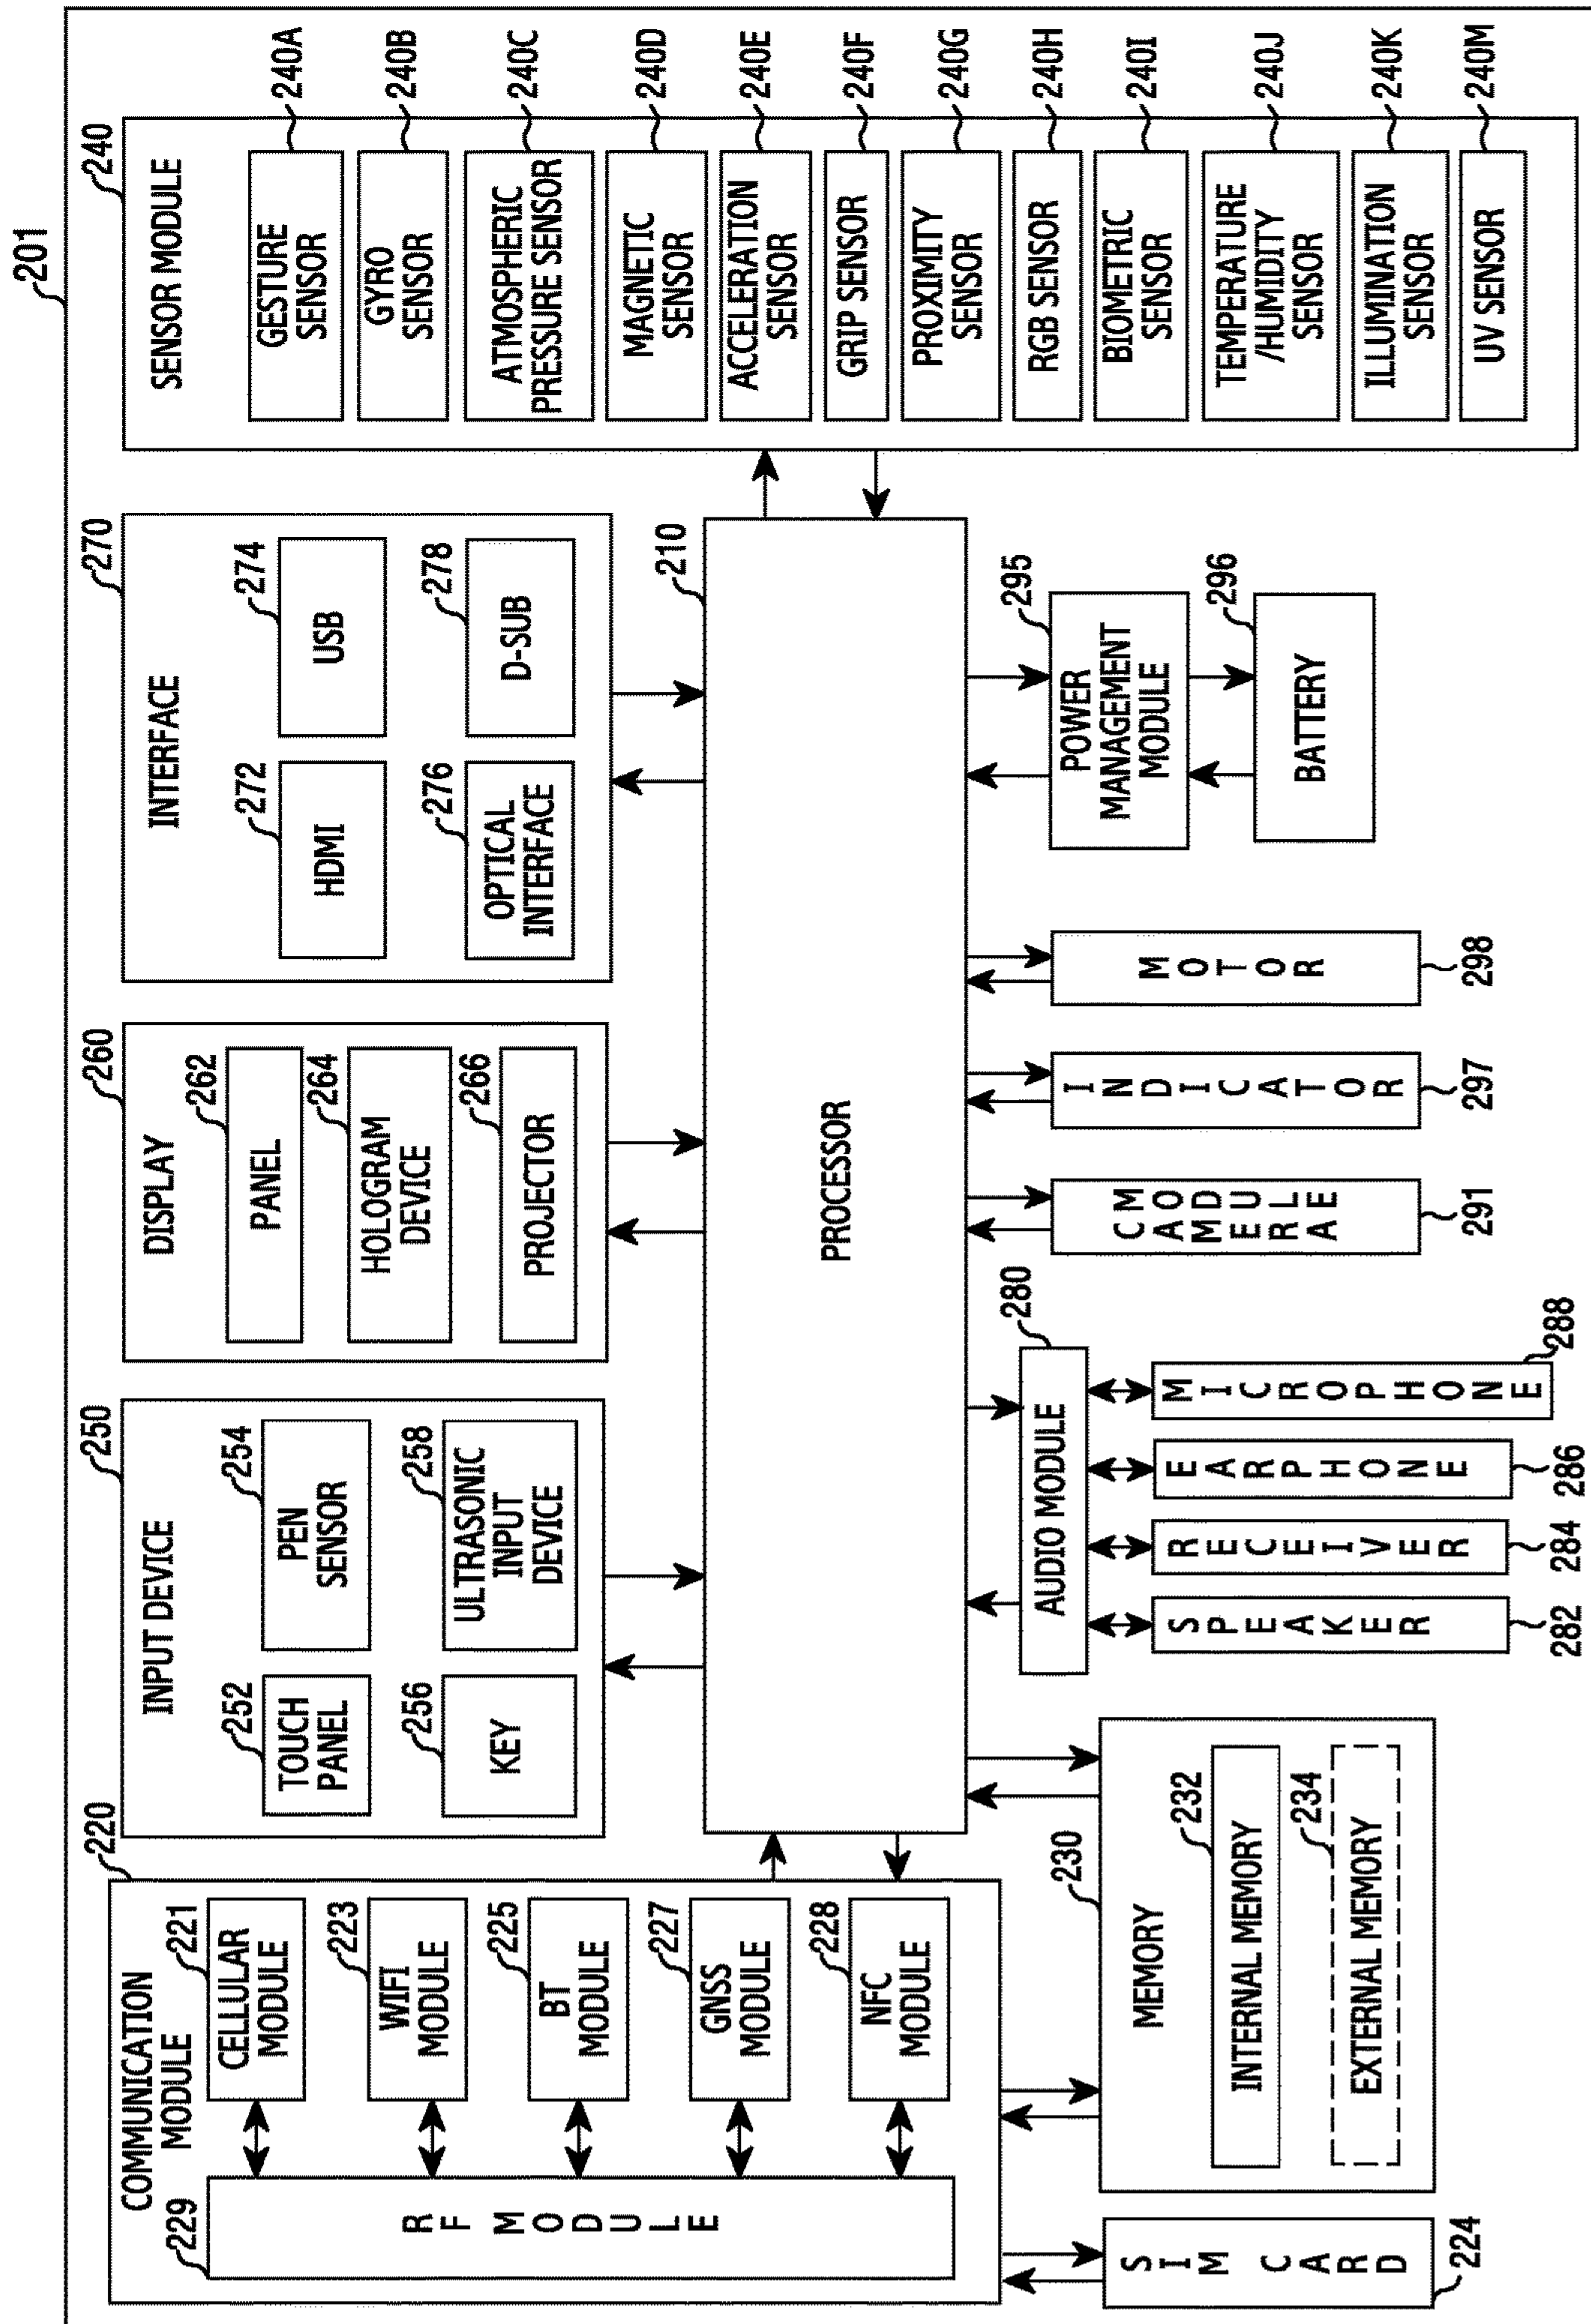 201
220
COMMUNICATION
MODULE
229
RF MODULE
221
CELLULAR
MODULE
223
WIFI
MODULE
225
BT
MODULE
227
GNSS
MODULE
228
NFC
MODULE
250
INPUT DEVICE
252
TOUCH
PANEL
254
PEN
SENSOR
256
KEY
258
ULTRASONIC
INPUT
DEVICE
260
DISPLAY
262
PANEL
264
HOLOGRAM
DEVICE
266
PROJECTOR
270
INTERFACE
272
HDMI
274
USB
276
OPTICAL
INTERFACE
278
D-SUB
240
SENSOR MODULE
GESTURE
SENSOR
240A
GYRO
SENSOR
240B
ATMOSPHERIC
PRESSURE SENSOR
240C
MAGNETIC
SENSOR
240D
ACCELERATION
SENSOR
240E
GRIP SENSOR
240F
PROXIMITY
SENSOR
240G
RGB SENSOR
240H
BIOMETRIC
SENSOR
240I
TEMPERATURE
/HUMIDITY
SENSOR
240J
ILLUMINATION
SENSOR
240K
UV SENSOR
240M
210
PROCESSOR
SIM CARD
224
230
MEMORY
232
INTERNAL MEMORY
234
EXTERNAL MEMORY
280
AUDIO MODULE
SPEAKER
282
RECEIVER
284
EARPHONE
286
MICROPHONE
288
CAMERA
MODULE
291
INDICATOR
297
MOTOR
298
295
POWER
MANAGEMENT
MODULE
296
BATTERY